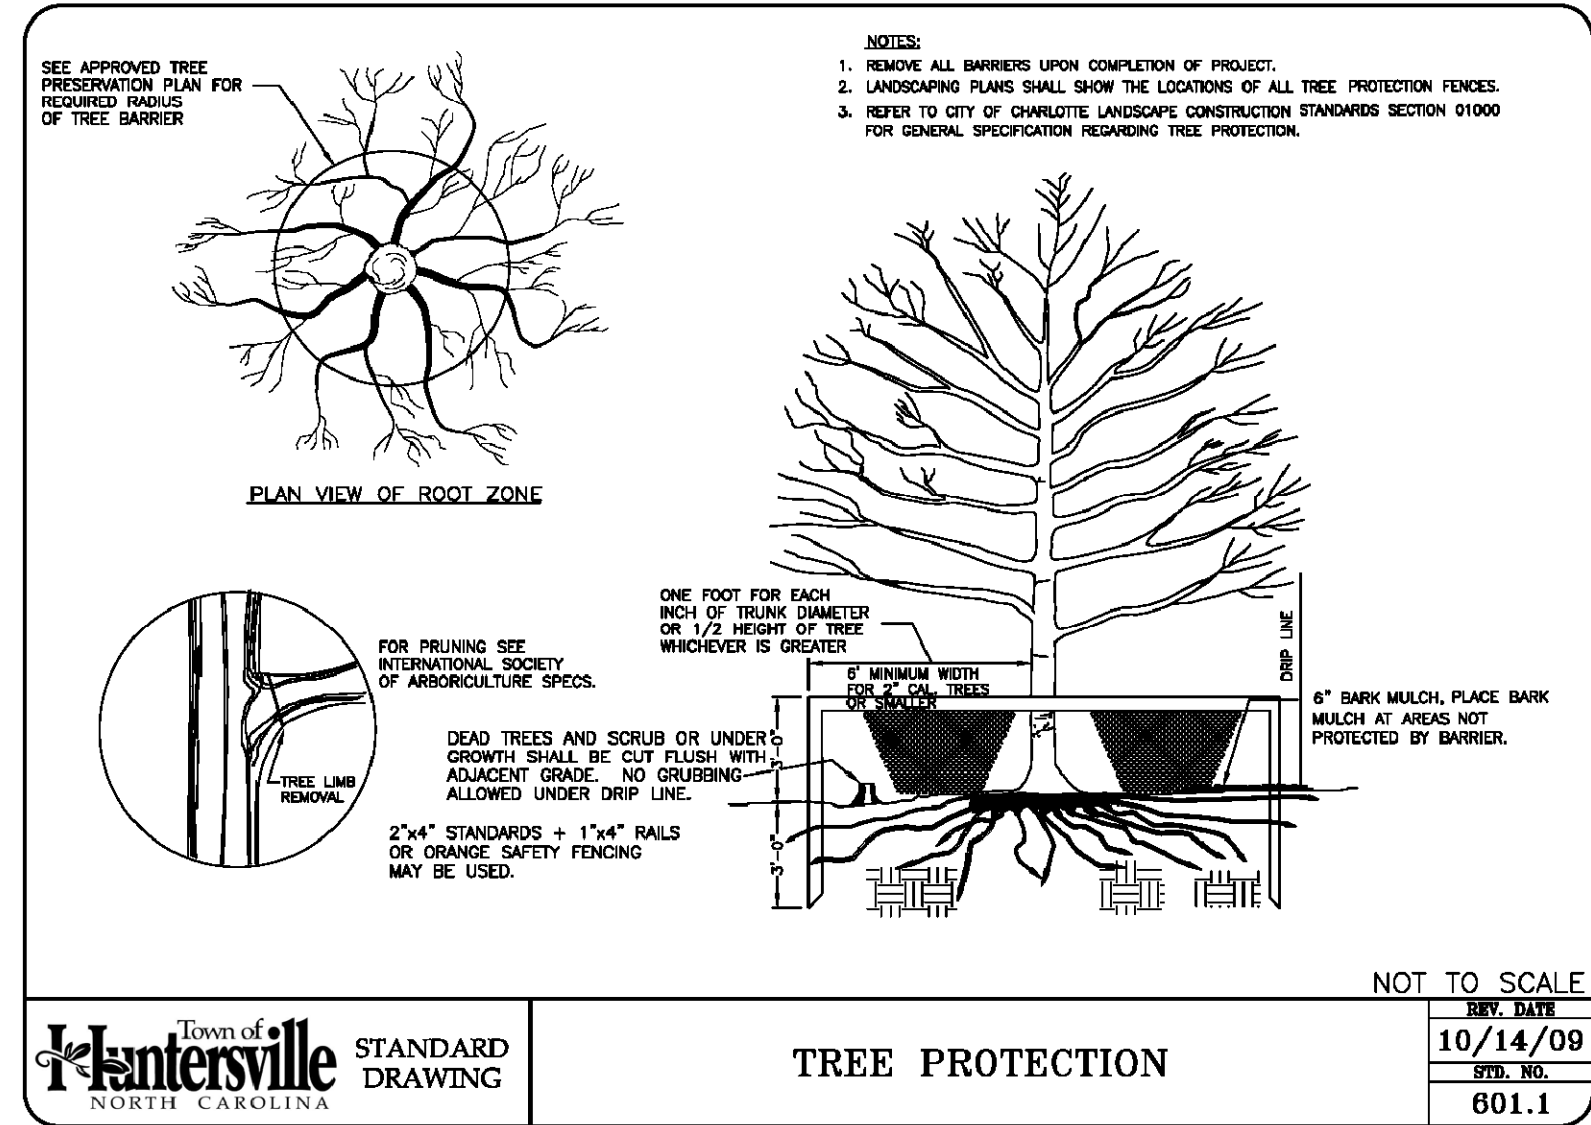 SEE APPROVED TREE
PRESERVATION PLAN FOR
REQUIRED RADIUS
OF TREE BARRIER
NOTES:
1. REMOVE ALL BARRIERS UPON COMPLETION OF PROJECT.
2. LANDSCAPING PLANS SHALL SHOW THE LOCATIONS OF ALL TREE PROTECTION FENCES.
3. REFER TO CITY OF CHARLOTTE LANDSCAPE CONSTRUCTION STANDARDS SECTION 01000
FOR GENERAL SPECIFICATION REGARDING TREE PROTECTION.
PLAN VIEW OF ROOT ZONE
ONE FOOT FOR EACH
INCH OF TRUNK DIAMETER
OR 1/2 HEIGHT OF TREE
WHICHEVER IS GREATER
6' MINIMUM WIDTH
FOR 2" CAL. TREES
OR SMALLER
DRIP LINE
6" BARK MULCH, PLACE BARK
MULCH AT AREAS NOT
PROTECTED BY BARRIER.
FOR PRUNING SEE
INTERNATIONAL SOCIETY
OF ARBORICULTURE SPECS.
TREE LIMB
REMOVAL
DEAD TREES AND SCRUB OR UNDER
GROWTH SHALL BE CUT FLUSH WITH
ADJACENT GRADE. NO GRUBBING
ALLOWED UNDER DRIP LINE.
3'-0"
3'-0"
2"x4" STANDARDS + 1"x4" RAILS
OR ORANGE SAFETY FENCING
MAY BE USED.
NOT TO SCALE
Town of
Huntersville
NORTH CAROLINA
STANDARD
DRAWING
TREE PROTECTION
REV. DATE
10/14/09
STD. NO.
601.1